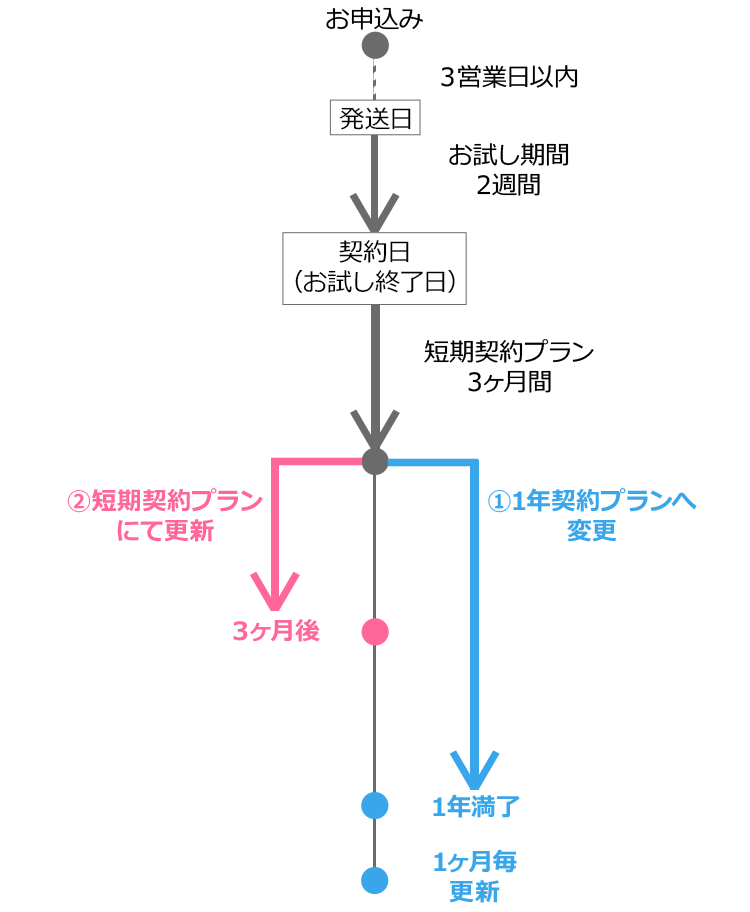 お申込み
3営業日以内
発送日
お試し期間
2週間
契約日
（お試し終了日）
短期契約プラン
3ヶ月間
②短期契約プラン
にて更新
①1年契約プランへ
変更
3ヶ月後
1年満了
1ヶ月毎
更新